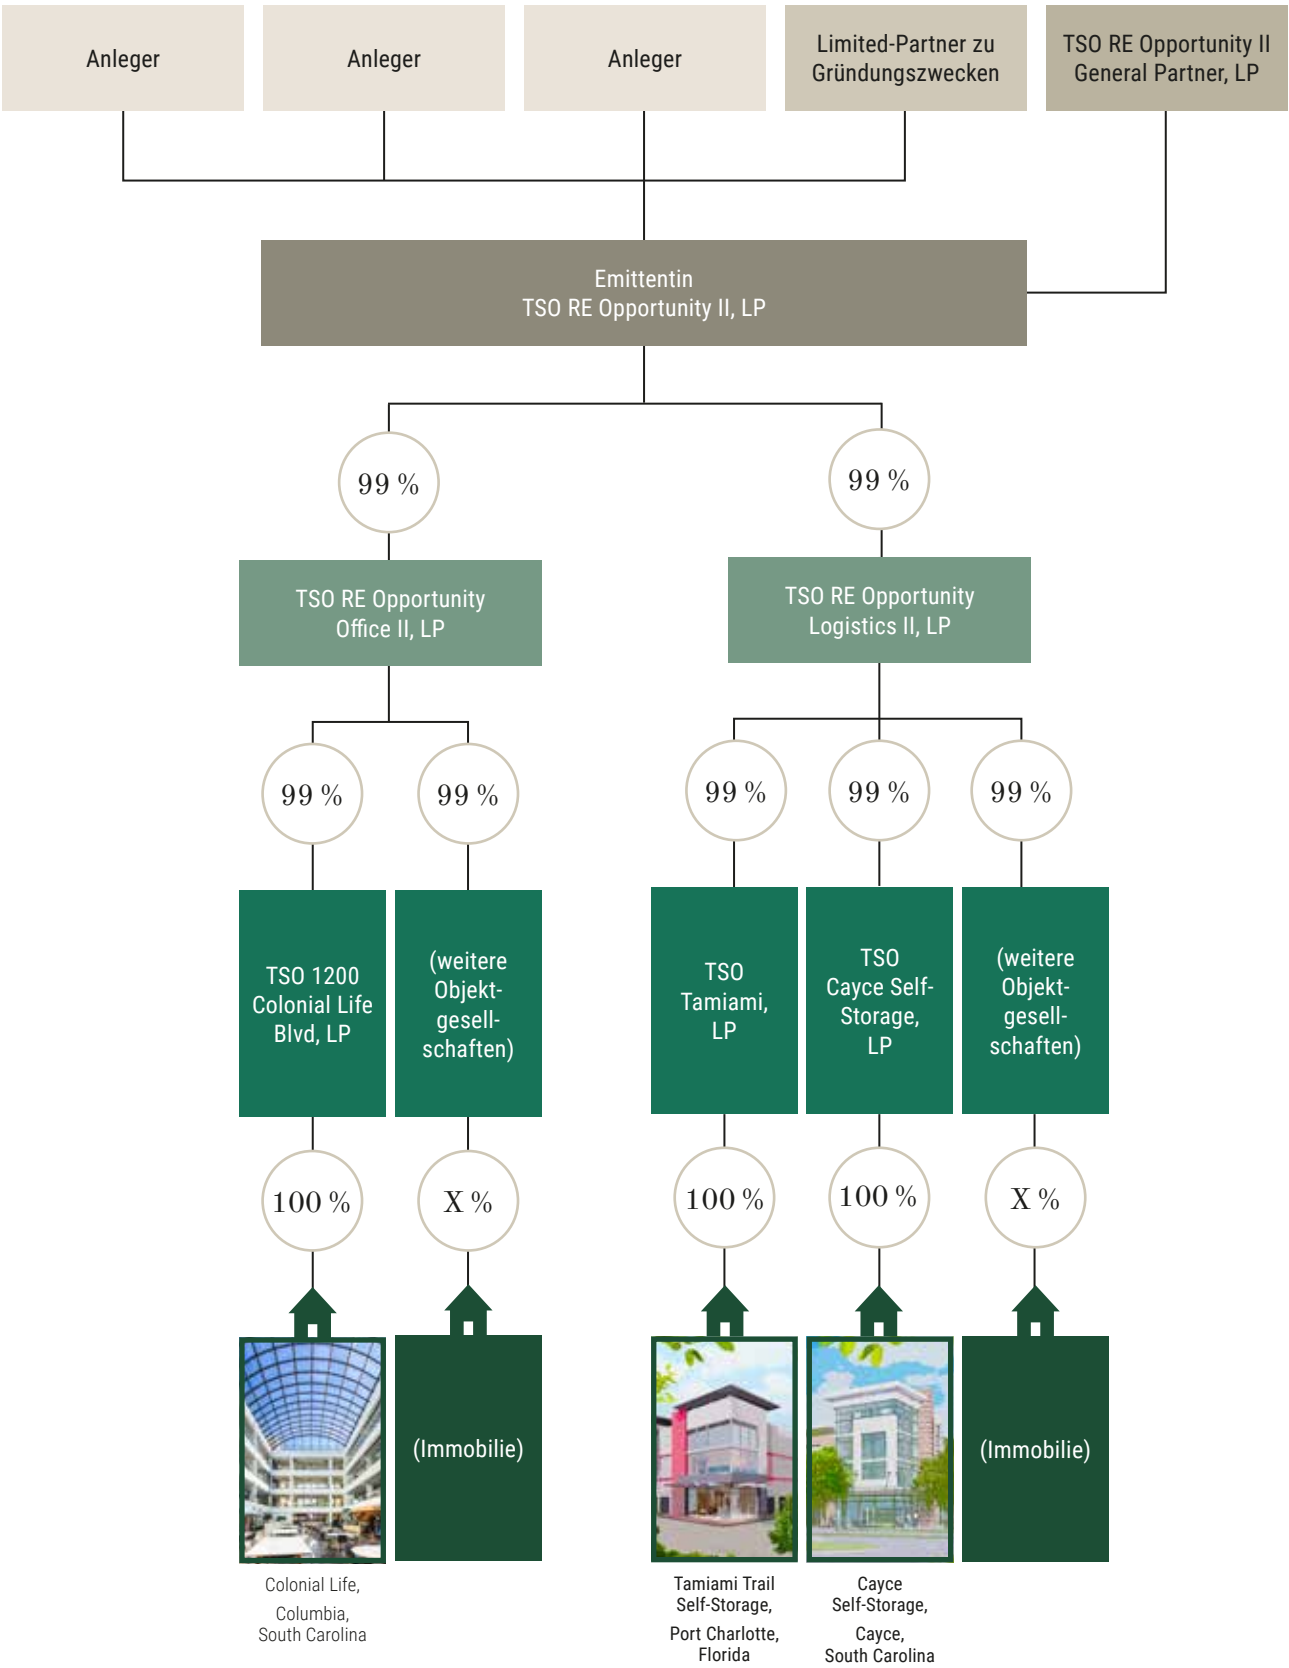 Anleger
Anleger
Anleger
Limited-Partner zu
Gründungszwecken
TSO RE Opportunity II
General Partner, LP
Emittentin
TSO RE Opportunity II, LP
99 %
99 %
TSO RE Opportunity
Office II, LP
TSO RE Opportunity
Logistics II, LP
99 %
99 %
99 %
99 %
99 %
TSO 1200
Colonial Life
Blvd, LP
(weitere
Objekt-
gesell-
schaften)
TSO
Tamiami,
LP
TSO
Cayce Self-
Storage,
LP
(weitere
Objekt-
gesell-
schaften)
100 %
X %
100 %
100 %
X %
(Immobilie)
(Immobilie)
Colonial Life,
Columbia,
South Carolina
Tamiami Trail
Self-Storage,
Port Charlotte,
Florida
Cayce
Self-Storage,
Cayce,
South Carolina